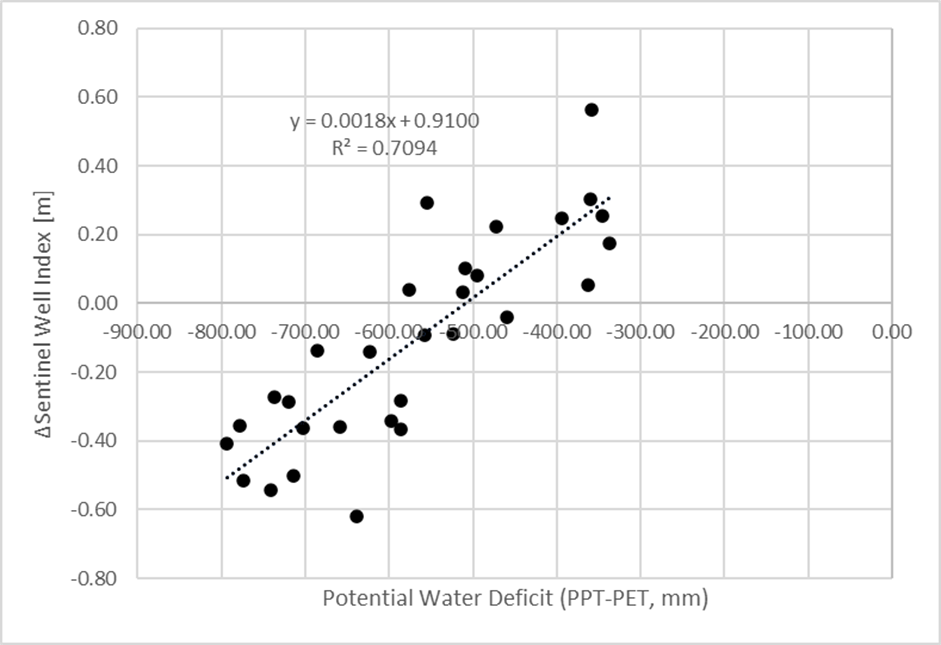 0.80
0.60
y = 0.0018x + 0.9100
R² = 0.7094
0.40
0.20
0.00
-900.00 -800.00 -700.00 -600.00 -500.00 -400.00 -300.00 -200.00 -100.00 0.00
-0.20
-0.40
-0.60
-0.80
ΔSentinel Well Index [m]
Potential Water Deficit (PPT-PET, mm)